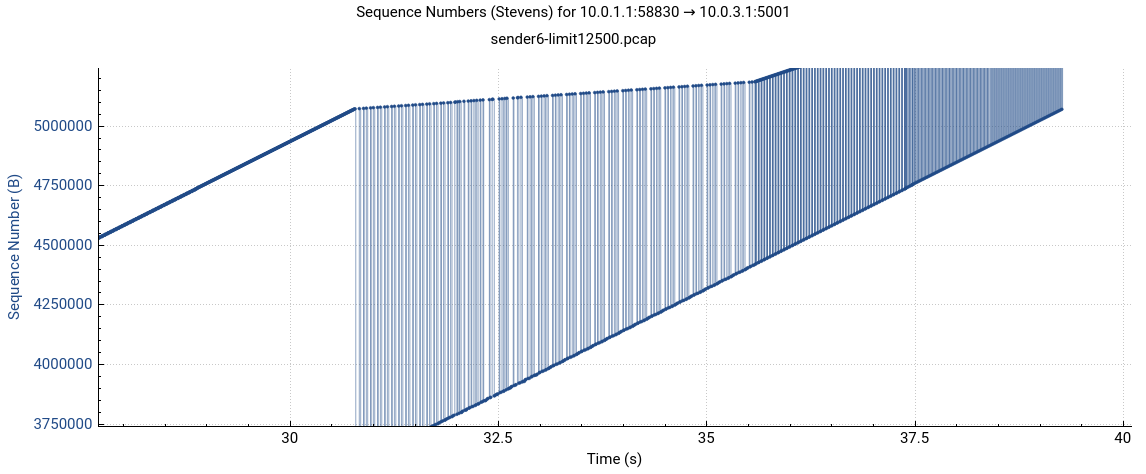 Sequence Numbers (Stevens) for 10.0.1.1:58830 → 10.0.3.1:5001
sender6-limit12500.pcap
Sequence Number (B)
5000000
4750000
4500000
4250000
4000000
3750000
30
32.5
35
37.5
40
Time (s)